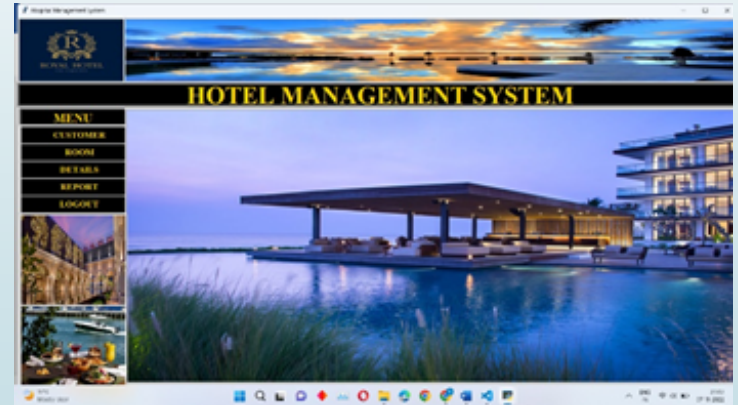 Hospital Management System
R
ROYAL HOTEL
HOTEL MANAGEMENT SYSTEM
MENU
CUSTOMER
ROOM
DETAILS
REPORT
LOGOUT